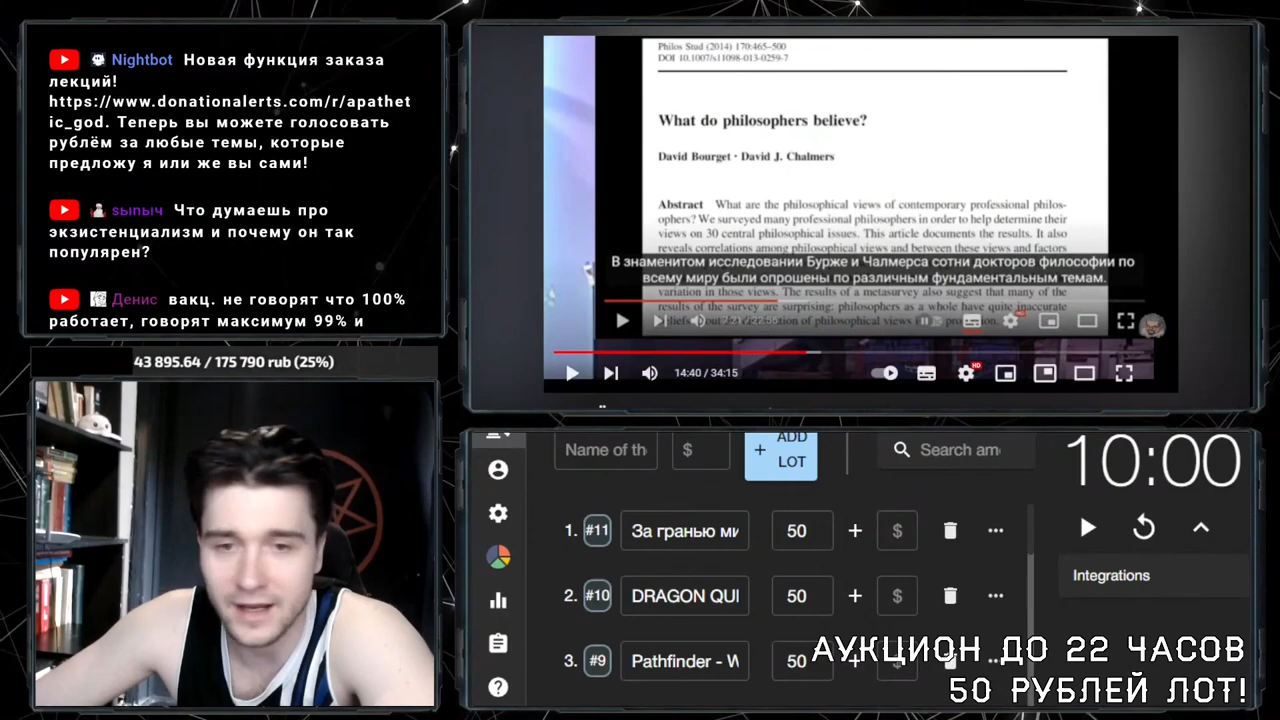 Nightbot Новая функция заказа
лекций!
https://www.donationalerts.com/r/apathet
ic_god. Теперь вы можете голосовать
рублём за любые темы, которые
предложу я или же вы сами!
зыпыч Что думаешь про
экзистенциализм и почему он так
популярен?
Денис вакц. не говорят что 100%
работает, говорят максимум 99% и
43 895.64 / 175 790 rub (25%)
Philos Stud (2014) 170:465–500
DOI 10.1007/s11098-013-0259-7
What do philosophers believe?
David Bourget · David J. Chalmers
Abstract What are the philosophical views of contemporary professional philos-
ophers? We surveyed many professional philosophers in order to help determine their
views on 30 central philosophical issues. This article documents the results. It also
reveals correlations among philosophical views and between these views and factors
В знаменитом исследовании Бурже и Чалмерса сотни докторов философии по
всему миру были опрошены по различным фундаментальным темам.
variation in those views. The results of a metasurvey also suggest that many of the
results of the survey are surprising: philosophers as a whole have quite inaccurate
of philosophical views
14:40 / 34:15
HD
Name of th
$
+ ADD
LOT
Search am
10:00
1. #11 За гранью ми 50 + $
2. #10 DRAGON QUI 50 + $
3. #9 Pathfinder - W 50
Integrations
АУКЦИОН ДО 22 ЧАСОВ
50 РУБЛЕЙ ЛОТ!